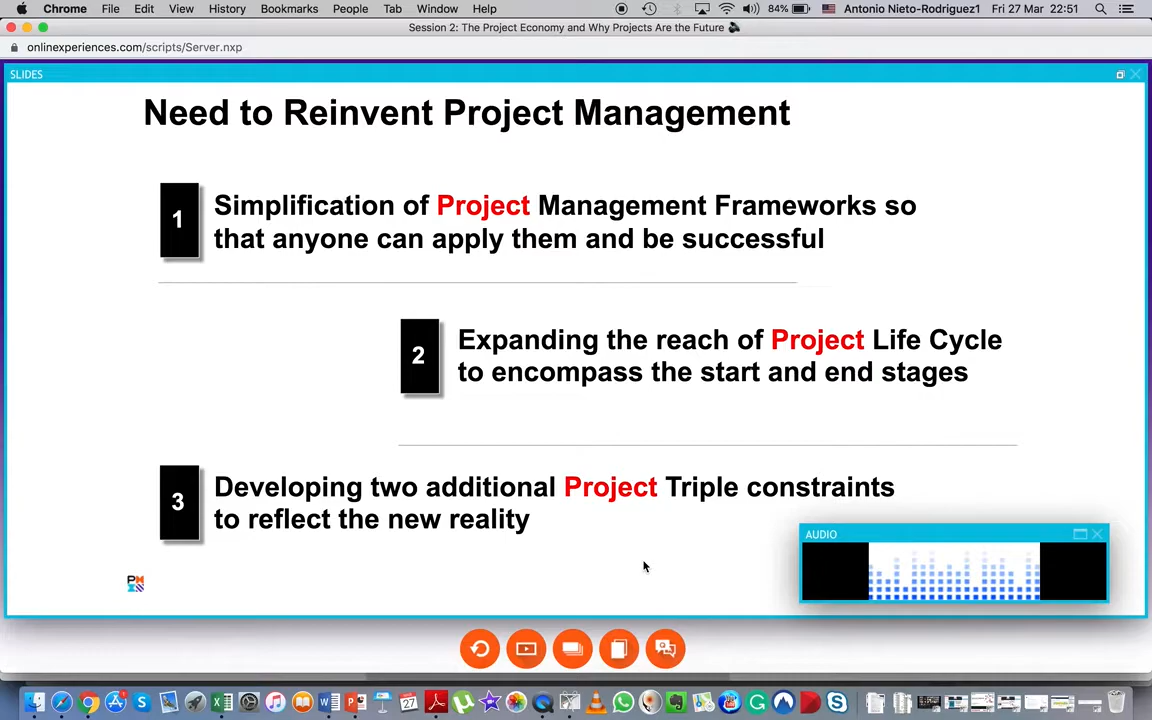 Chrome File Edit View History Bookmarks People Tab Window Help 84% Antonio Nieto-Rodriguez1 Fri 27 Mar 22:51
Session 2: The Project Economy and Why Projects Are the Future
onlinexperiences.com/scripts/Server.nxp
SLIDES
Need to Reinvent Project Management
1
Simplification of Project Management Frameworks so
that anyone can apply them and be successful
2
Expanding the reach of Project Life Cycle
to encompass the start and end stages
3
Developing two additional Project Triple constraints
to reflect the new reality
AUDIO